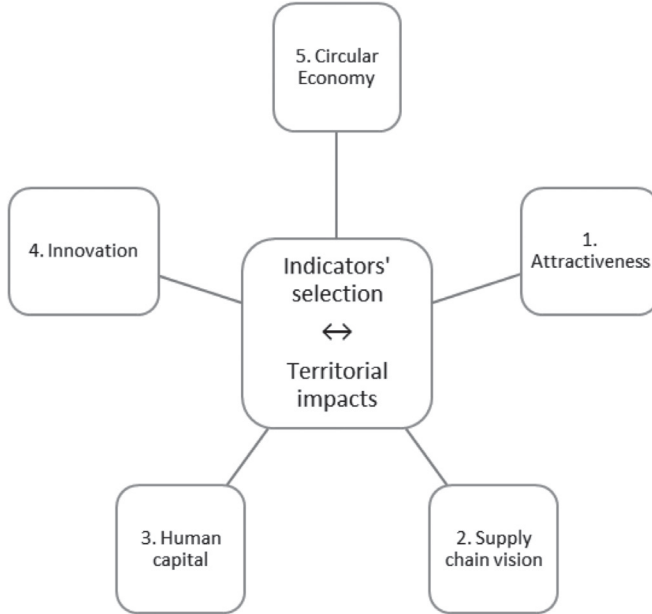 5. Circular
Economy
4. Innovation
1.
Attractiveness
Indicators'
selection
↔
Territorial
impacts
3. Human
capital
2. Supply
chain vision